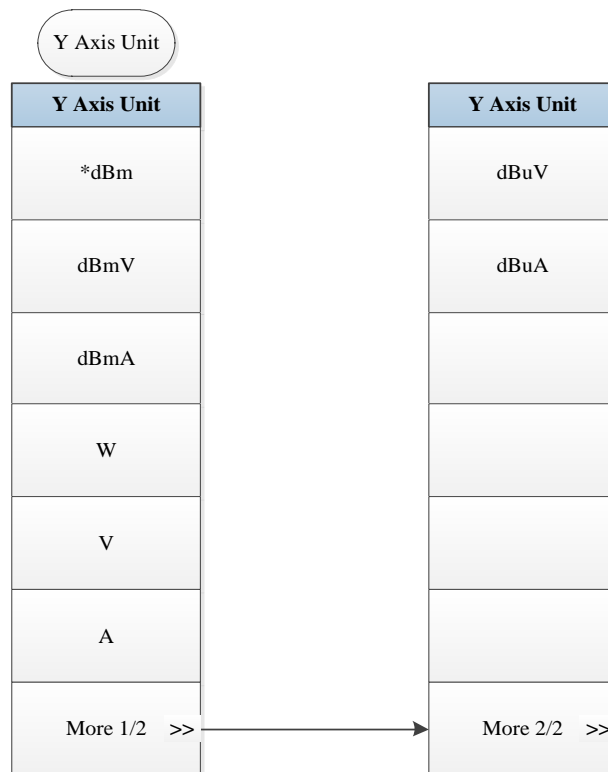 Y Axis Unit
Y Axis Unit
*dBm
dBmV
dBmA
W
V
A
More 1/2 >>
Y Axis Unit
dBuV
dBuA
More 2/2 >>